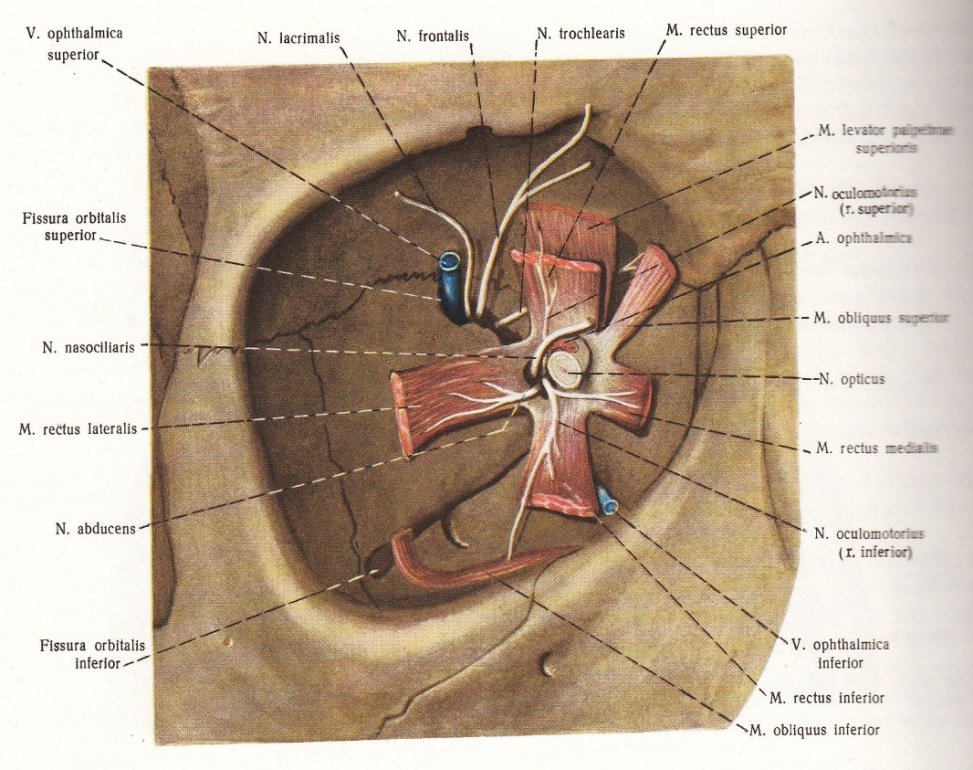 V. ophthalmica
superior
N. lacrimalis
N. frontalis
N. trochlearis
M. rectus superior
M. levator palpebrae
superioris
N. oculomotorius
(r. superior)
A. ophthalmica
M. obliquus superior
N. opticus
M. rectus medialis
N. oculomotorius
(r. inferior)
V. ophthalmica
inferior
M. rectus inferior
M. obliquus inferior
Fissura orbitalis
superior
N. nasociliaris
M. rectus lateralis
N. abducens
Fissura orbitalis
inferior